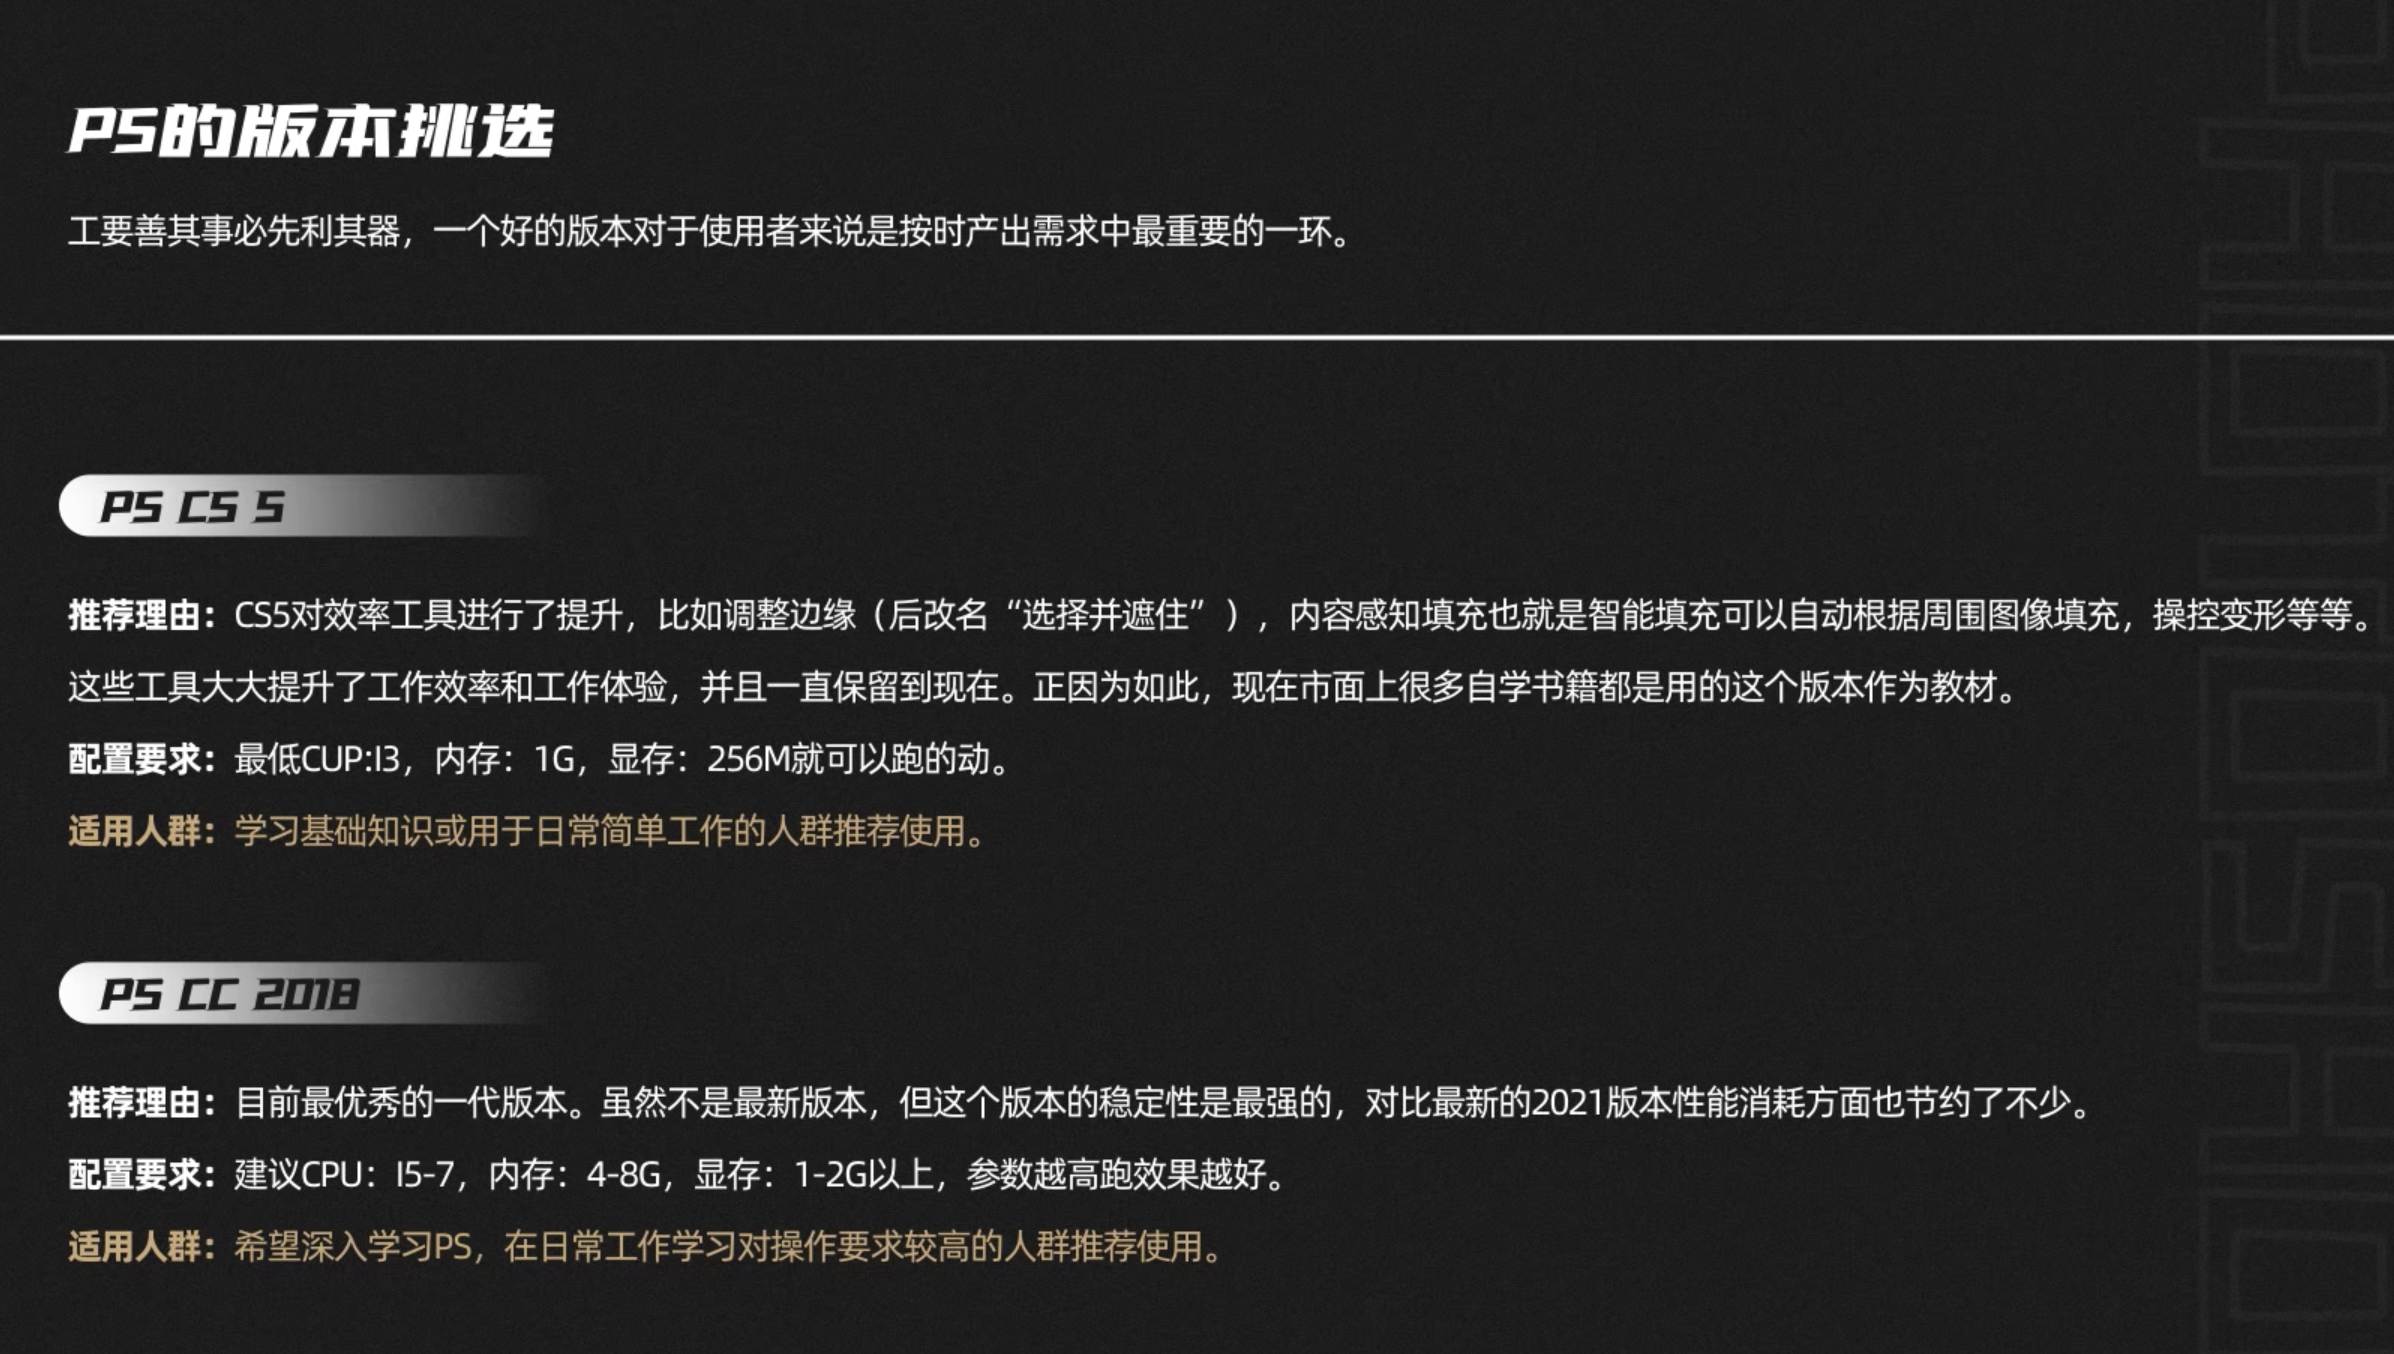 PS的版本挑选
工要善其事必先利其器，一个好的版本对于使用者来说是按时产出需求中最重要的一环。
PS CS 5
推荐理由：CS5对效率工具进行了提升，比如调整边缘（后改名“选择并遮住”），内容感知填充也就是智能填充可以自动根据周围图像填充，操控变形等等。
这些工具大大提升了工作效率和工作体验，并且一直保留到现在。正因为如此，现在市面上很多自学书籍都是用的这个版本作为教材。
配置要求：最低CUP:I3，内存：1G，显存：256M就可以跑的动。
适用人群：学习基础知识或用于日常简单工作的人群推荐使用。
PS CC 2018
推荐理由：目前最优秀的一代版本。虽然不是最新版本，但这个版本的稳定性是最强的，对比最新的2021版本性能消耗方面也节约了不少。
配置要求：建议CPU：I5-7，内存：4-8G，显存：1-2G以上，参数越高跑效果越好。
适用人群：希望深入学习PS，在日常工作学习对操作要求较高的人群推荐使用。